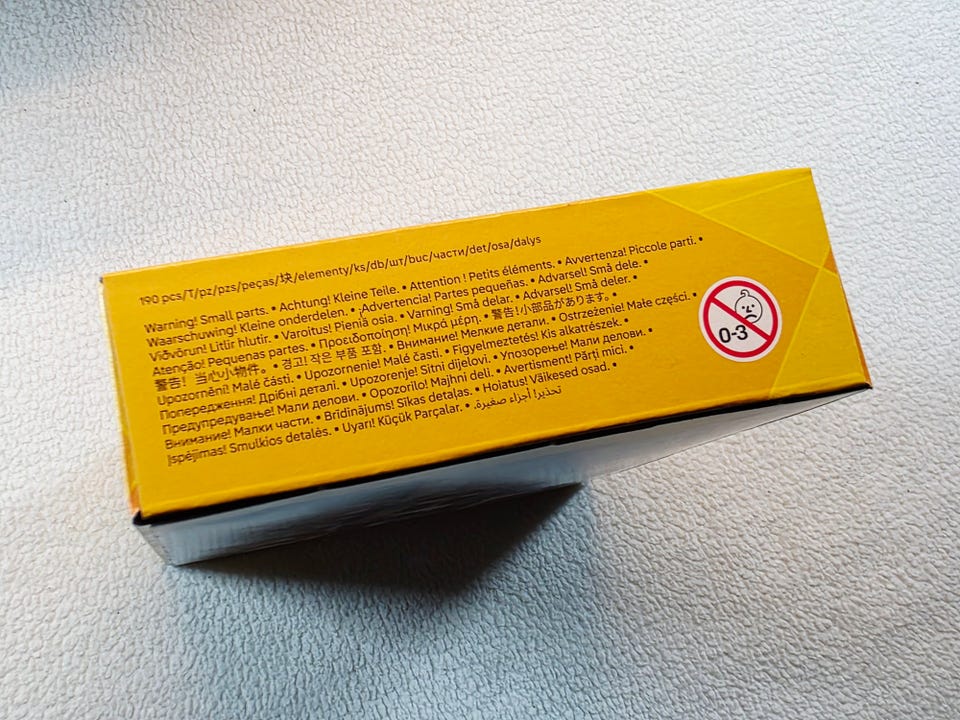 190 pcs/T/pz/pzs/peças/块/elementy/ks/db/шт/buc/части/det/osa/dalys
Warning! Small parts. • Achtung! Kleine Teile. • Attention ! Petits éléments. • Avvertenza! Piccole parti. •
Waarschuwing! Kleine onderdelen. • ¡Advertencia! Partes pequeñas. • Advarsel! Små dele. •
Viðvörun! Litlir hlutir. • Varoitus! Pieniä osia. • Varning! Små delar. • Advarsel! Små deler. •
Atenção! Pequenas partes. • Προειδοποίηση! Μικρά μέρη. • 警告!小部品があります。 •
警告！当心小物件。 • 경고! 작은 부품 포함. • Внимание! Мелкие детали. • Ostrzeżenie! Małe części. •
Upozornění! Malé části. • Upozornenie! Malé časti. • Figyelmeztetés! Kis alkatrészek. •
Попередження! Дрібні деталі. • Upozorenje! Sitni dijelovi. • Упозорење! Мали делови. •
Предупредување! Мали делови. • Opozorilo! Majhni deli. • Avertisment! Părți mici. •
Внимание! Малки части. • Brīdinājums! Sīkas detaļas. • Hoiatus! Väikesed osad. •
Įspėjimas! Smulkios detalės. • Uyarı! Küçük Parçalar. • تحذير! أجزاء صغيرة.
0-3